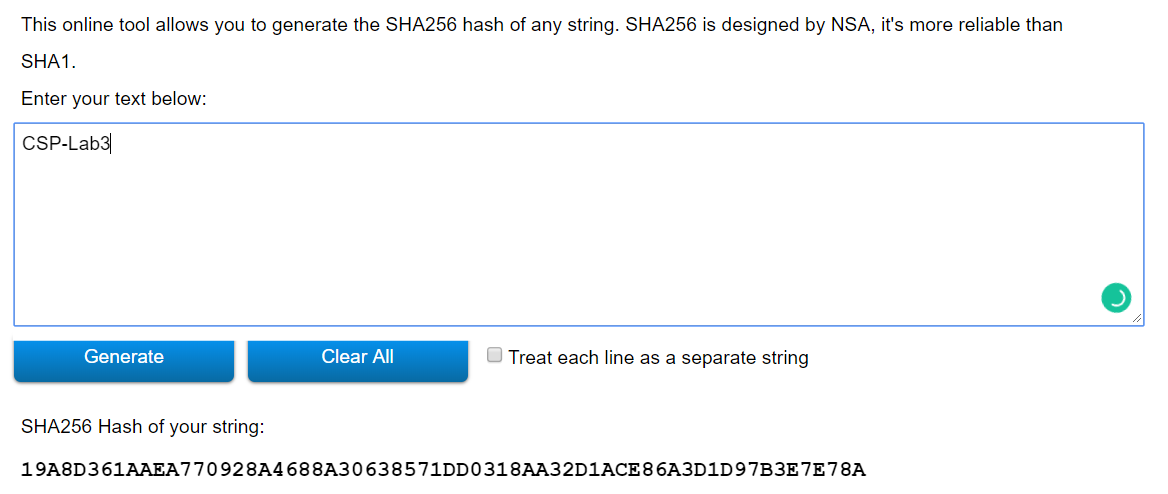 This online tool allows you to generate the SHA256 hash of any string. SHA256 is designed by NSA, it's more reliable than
SHA1.
Enter your text below:
CSP-Lab3
Generate
Clear All
Treat each line as a separate string
SHA256 Hash of your string:
19A8D361AAEA770928A4688A30638571DD0318AA32D1ACE86A3D1D97B3E7E78A